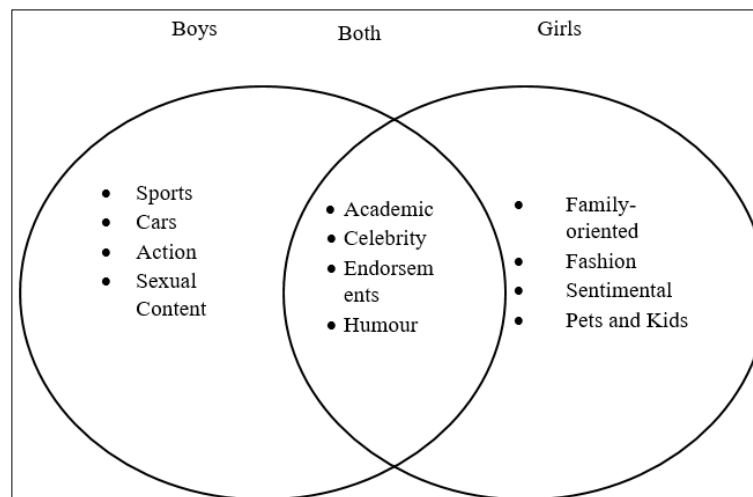 Boys
Both
Girls
• Sports
• Cars
• Action
• Sexual
Content
• Academic
• Celebrity
• Endorsem
ents
• Humour
• Family-
oriented
• Fashion
• Sentimental
• Pets and Kids